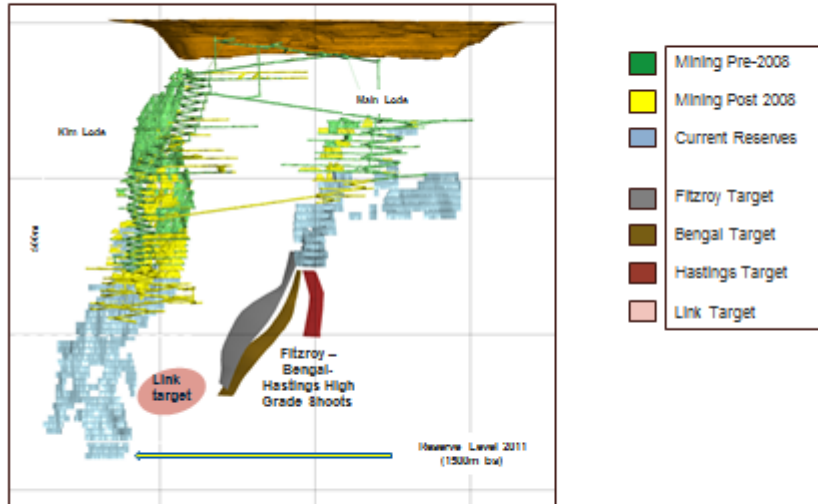 Main Lode
Kim Lode
600m
Link
target
Fitzroy –
Bengal-
Hastings High
Grade Shoots
Reserve Level 2011
(1500m bs)
Mining Pre-2008
Mining Post 2008
Current Reserves
Fitzroy Target
Bengal Target
Hastings Target
Link Target